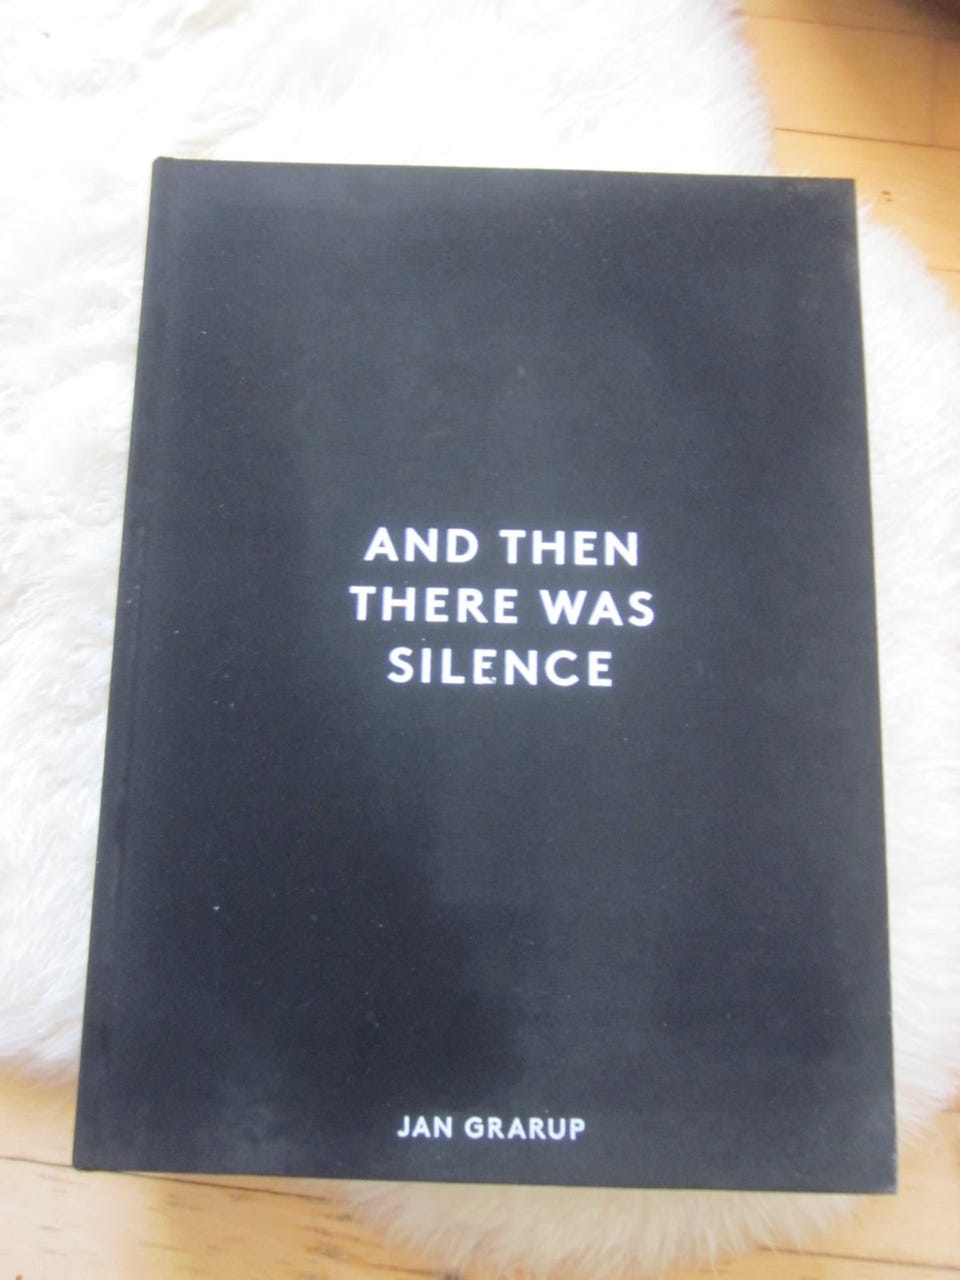 AND THEN
THERE WAS
SILENCE
JAN GRARUP